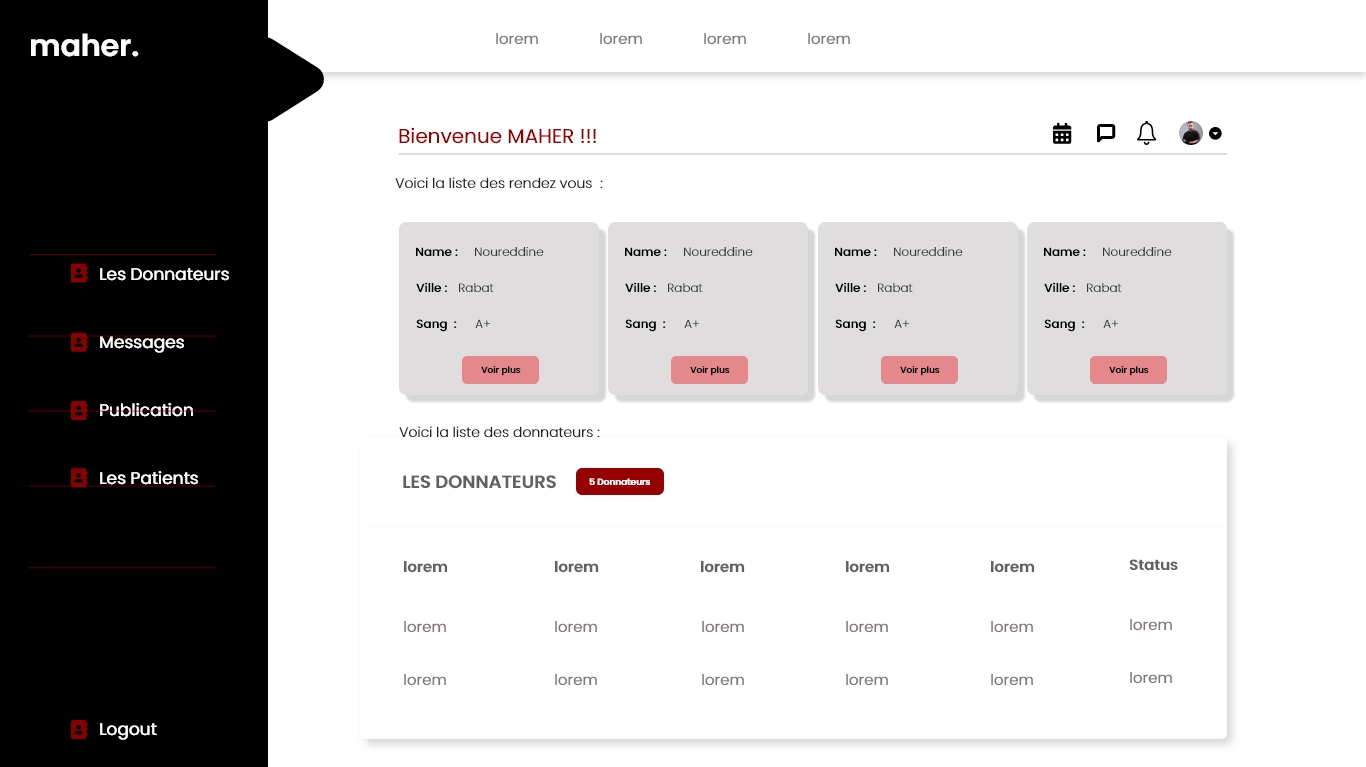 maher.
lorem lorem lorem lorem
Les Donnateurs
Messages
Publication
Les Patients
Logout
Bienvenue MAHER !!!
Voici la liste des rendez vous :
Name : Noureddine
Ville : Rabat
Sang : A+
Voir plus
Name : Noureddine
Ville : Rabat
Sang : A+
Voir plus
Name : Noureddine
Ville : Rabat
Sang : A+
Voir plus
Name : Noureddine
Ville : Rabat
Sang : A+
Voir plus
Voici la liste des donnateurs :
LES DONNATEURS 5 Donnateurs
lorem lorem lorem lorem lorem Status
lorem lorem lorem lorem lorem lorem
lorem lorem lorem lorem lorem lorem